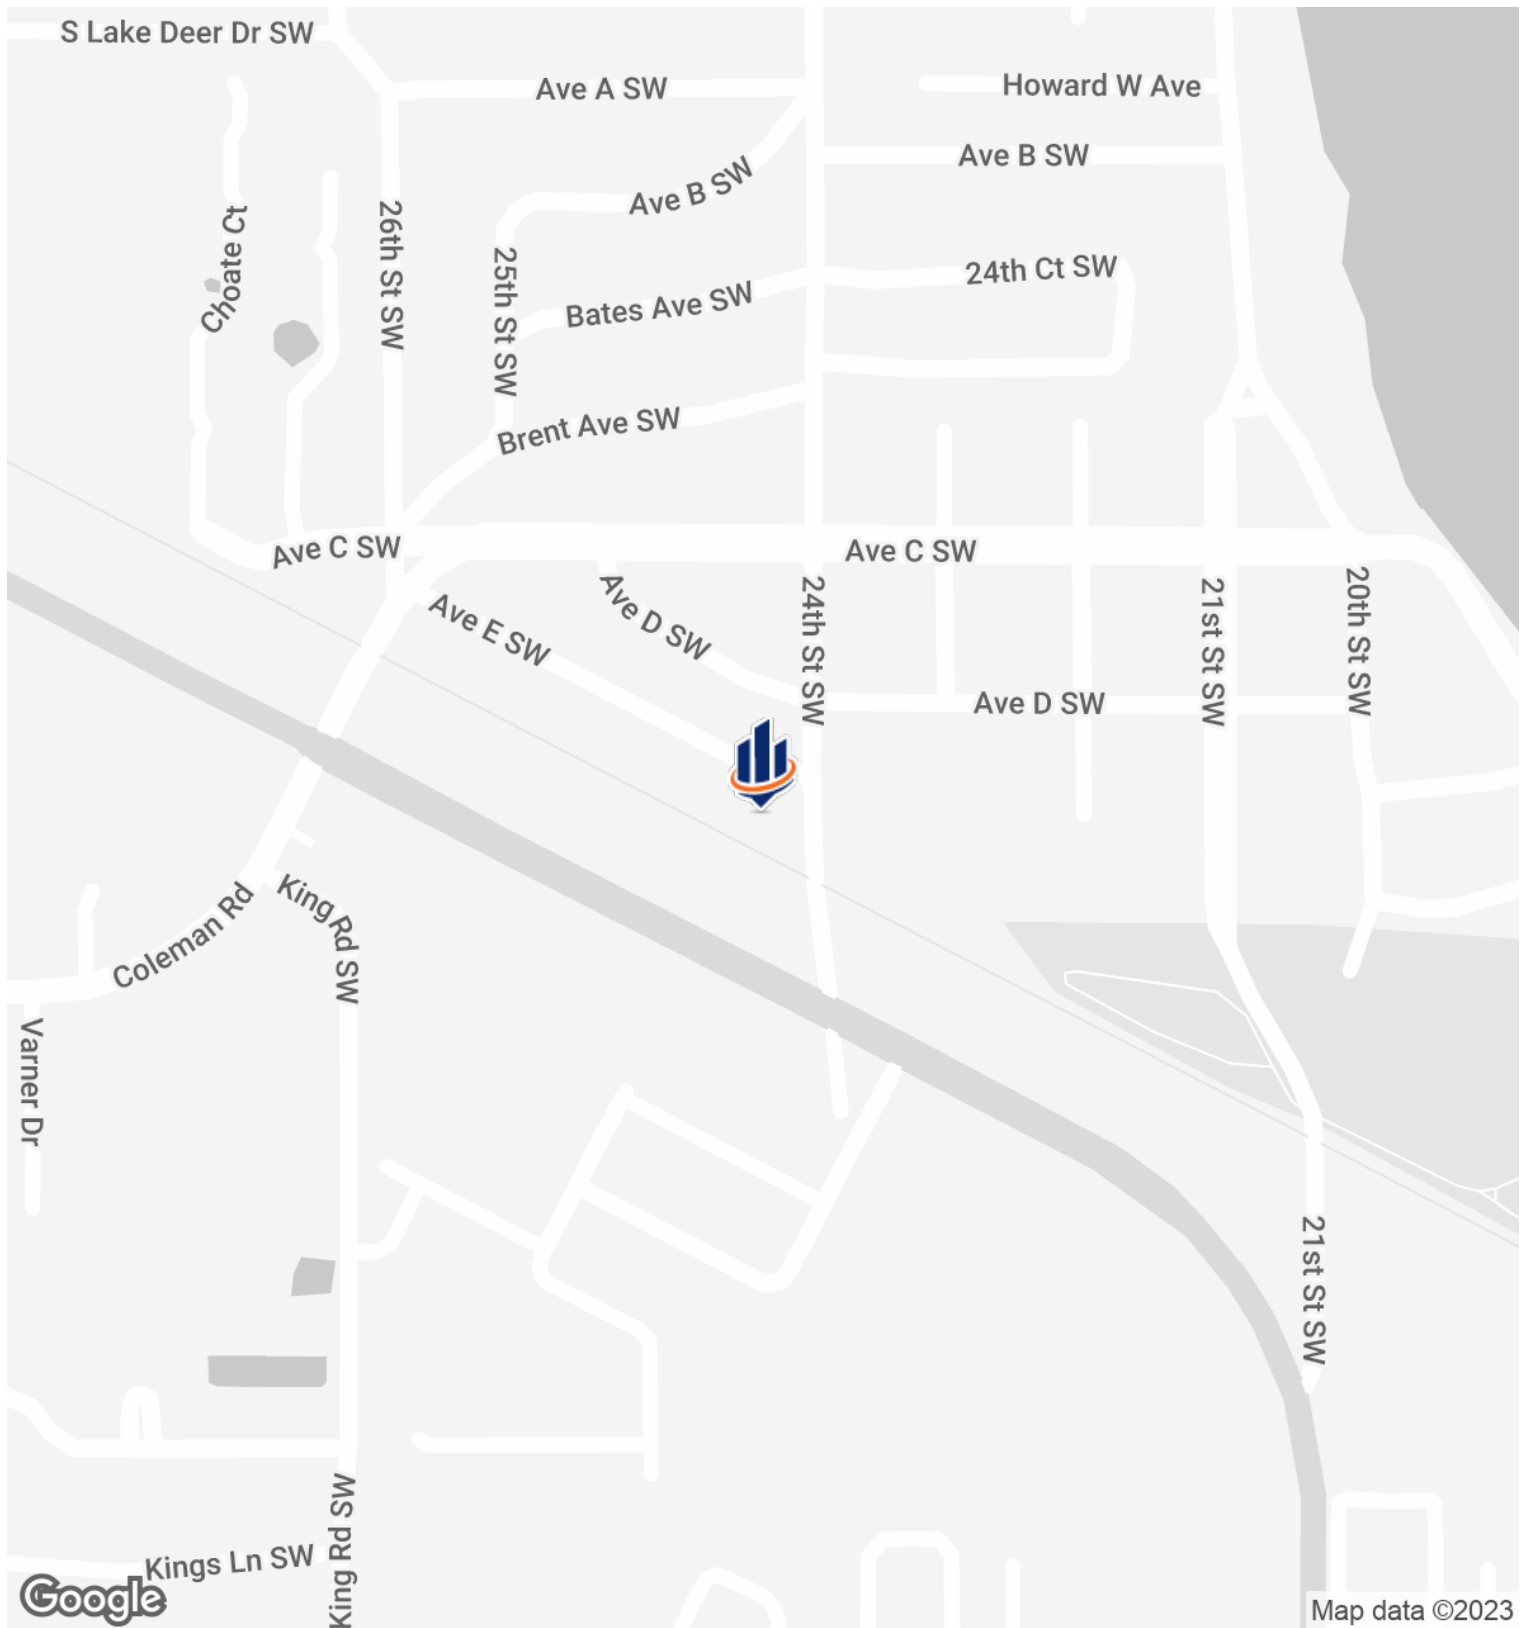 S Lake Deer Dr SW
Ave A SW
Howard W Ave
Ave B SW
Ave B SW
Choate Ct
26th St SW
25th St SW
24th Ct SW
Bates Ave SW
Brent Ave SW
Ave C SW
Ave C SW
Ave E SW
Ave D SW
24th St SW
21st St SW
20th St SW
Ave D SW
King Rd SW
Coleman Rd
Varner Dr
21st St SW
King Rd SW
Kings Ln SW
Google
Map data ©2023